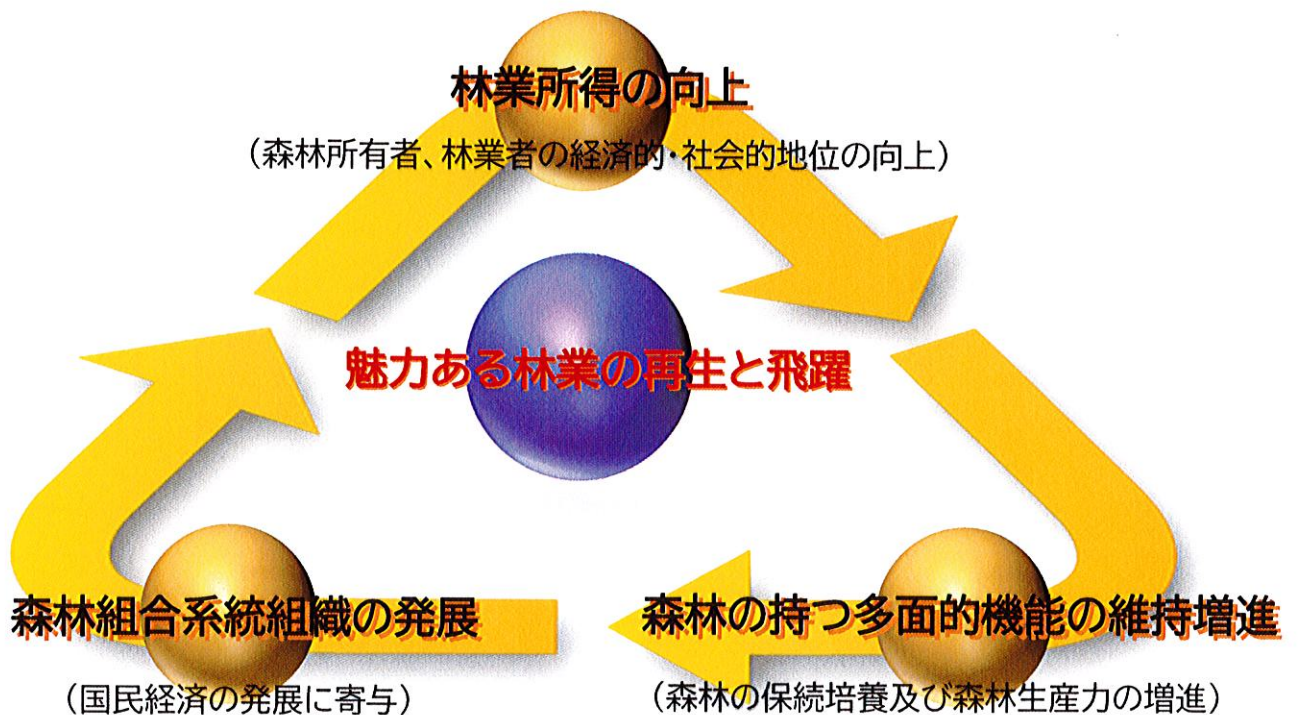 林業所得の向上
（森林所有者、林業者の経済的・社会的地位の向上）
魅力ある林業の再生と飛躍
森林組合系統組織の発展
（国民経済の発展に寄与）
森林の持つ多面的機能の維持増進
（森林の保続培養及び森林生産力の増進）